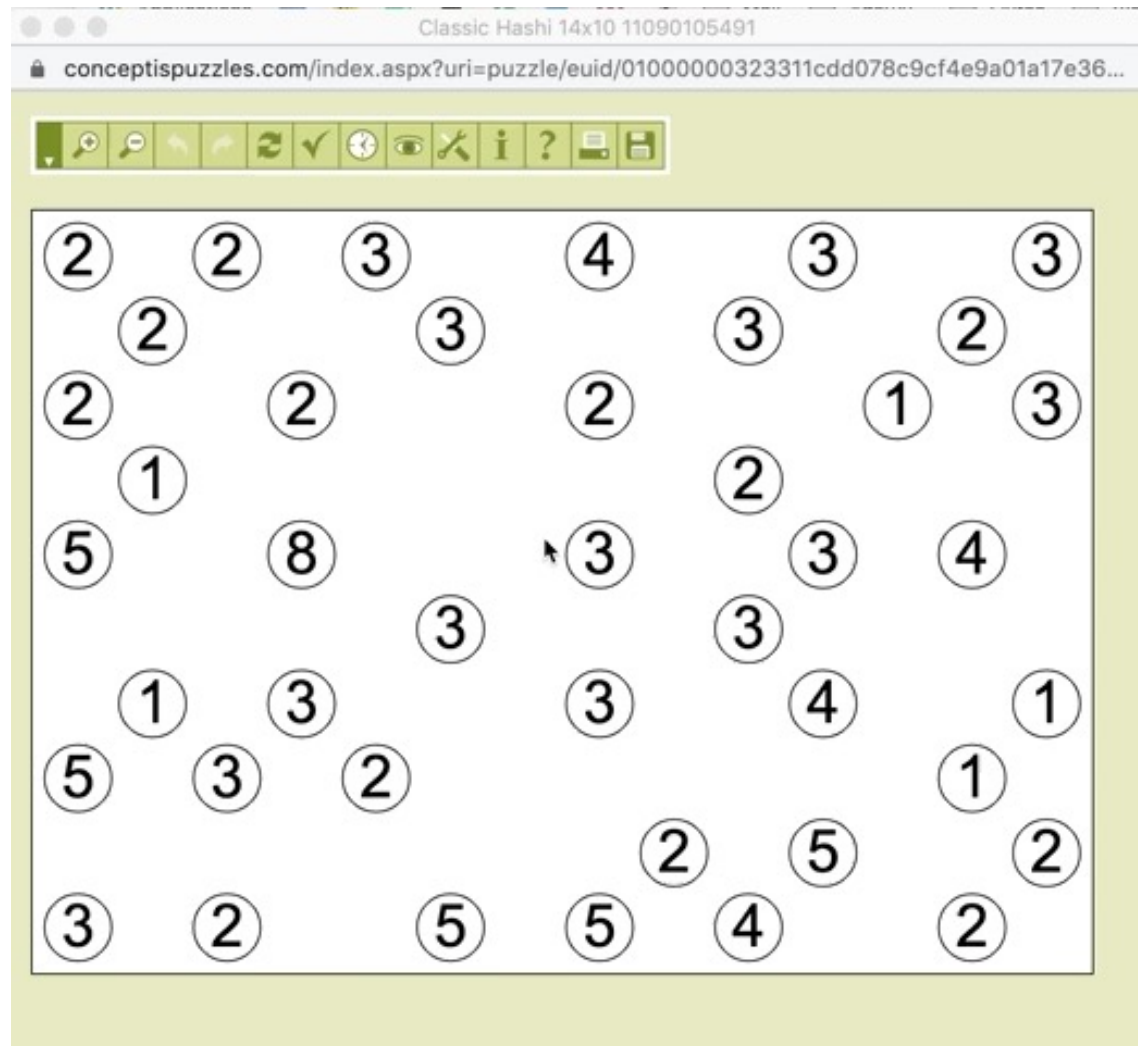 Classic Hashi 14x10 11090105491
conceptispuzzles.com/index.aspx?uri=puzzle/euid/01000000323311cdd078c9cf4e9a01a17e36...
i ?
2 2 3 4 3 3
2 3 3 2
2 2 2 1 3
1 2
5 8 3 3 4
3 3
1 3 3 4 1
5 3 2 1
2 5 2
3 2 5 5 4 2